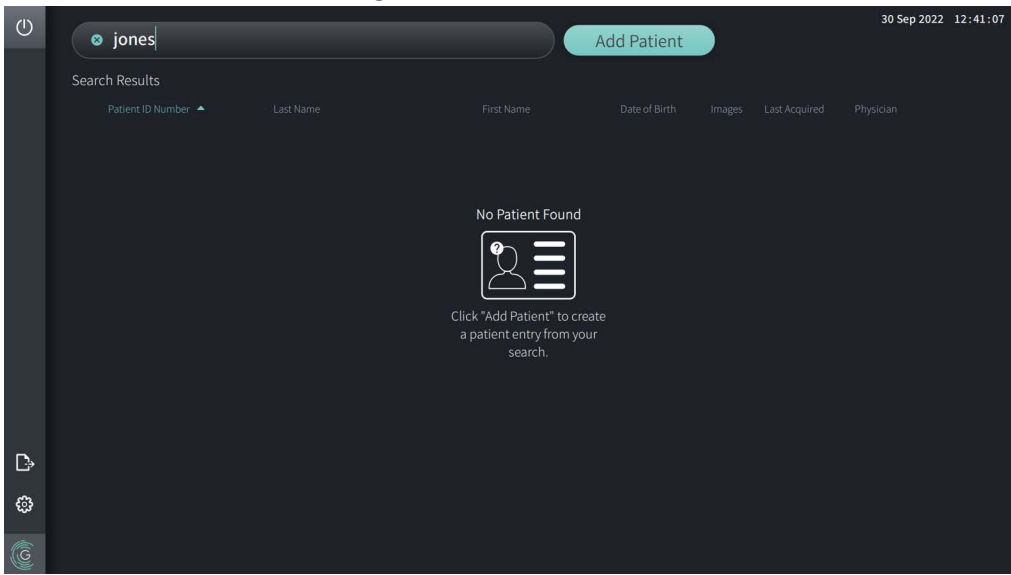 30 Sep 2022 12:41:07
jones
Add Patient
Search Results
Patient ID Number Last Name First Name Date of Birth Images Last Acquired Physician
No Patient Found
?
Click "Add Patient" to create
a patient entry from your
search.
G